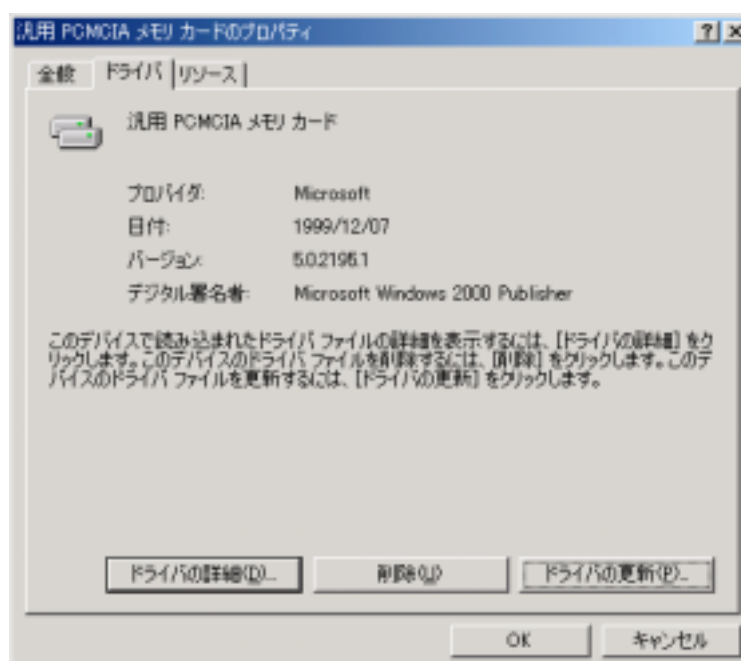 汎用 PCMCIA メモリ カードのプロパティ
全般 ドライバ リソース
汎用 PCMCIA メモリ カード
プロバイダ: Microsoft
日付: 1999/12/07
バージョン: 5.0.2195.1
デジタル署名者: Microsoft Windows 2000 Publisher
このデバイスで読み込まれたドライバ ファイルの詳細を表示するには、[ドライバの詳細] をク
リックします。このデバイスのドライバ ファイルを削除するには、[削除] をクリックします。このデ
バイスのドライバ ファイルを更新するには、[ドライバの更新] をクリックします。
ドライバの詳細(D)... 削除(U) ドライバの更新(P)...
OK キャンセル